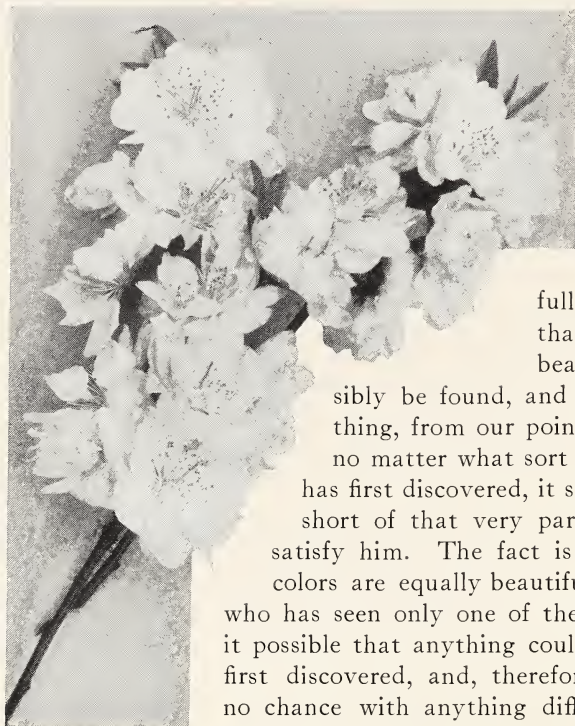 full
sibly be found, and
thing, from our poin
no matter what sort
has first discovered, it s
short of that very par
satisfy him. The fact is
colors are equally beautifu
who has seen only one of the
it possible that anything coul
first discovered, and, therefor
no chance with anything diff